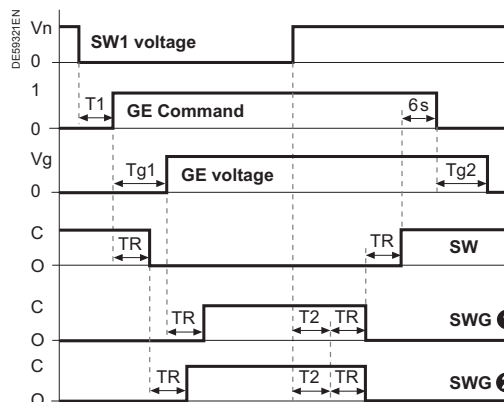 DE59321EN
Vn
SW1 voltage
0
T1
1
GE Command
6 s
0
Vg
Tg1
GE voltage
Tg2
0
C
TR
TR
SW
O
C
TR
T2
TR
SWG
O
C
TR
T2
TR
SWG
O